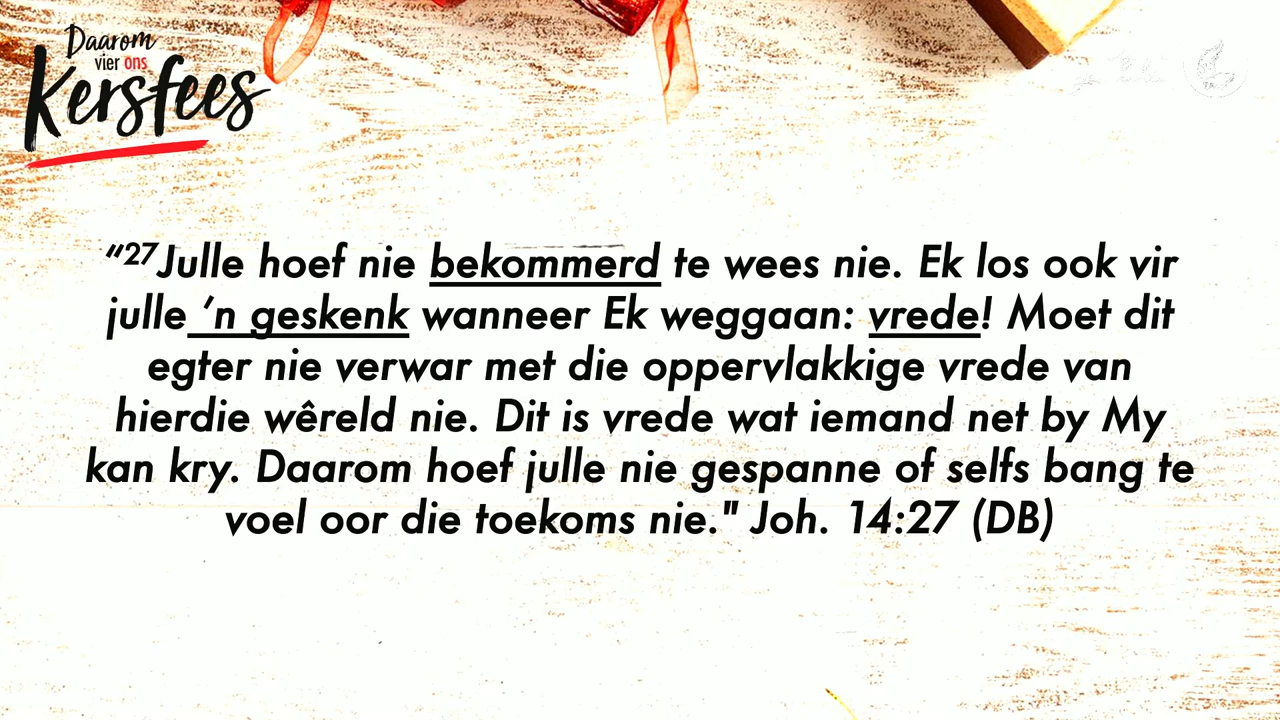 Daarom
vier ons
Kersfees
“²⁷Julle hoef nie bekommerd te wees nie. Ek los ook vir
julle ’n geskenk wanneer Ek weggaan: vrede! Moet dit
egter nie verwar met die oppervlakkige vrede van
hierdie wêreld nie. Dit is vrede wat iemand net by My
kan kry. Daarom hoef julle nie gespanne of selfs bang te
voel oor die toekoms nie." Joh. 14:27 (DB)